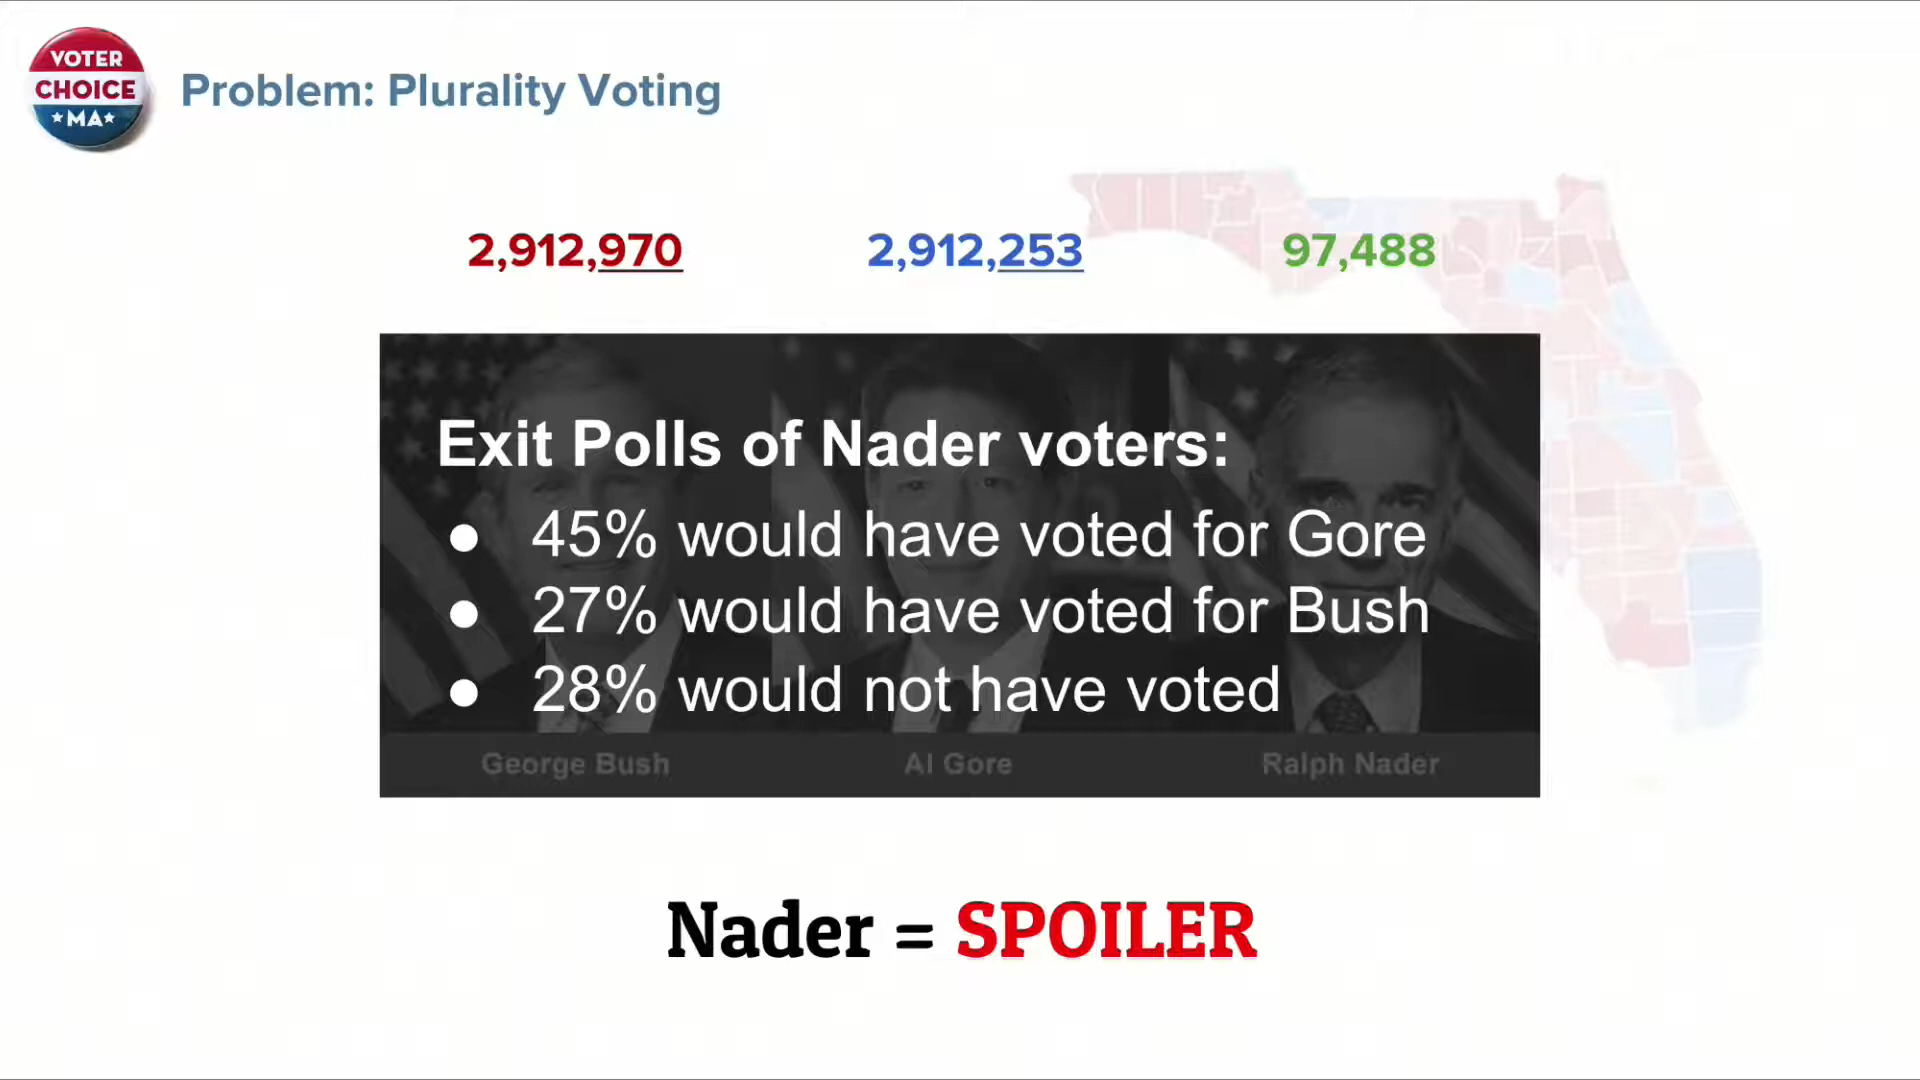 VOTER
CHOICE
★MA★
Problem: Plurality Voting
2,912,970 2,912,253 97,488
Exit Polls of Nader voters:
● 45% would have voted for Gore
● 27% would have voted for Bush
● 28% would not have voted
George Bush Al Gore Ralph Nader
Nader = SPOILER